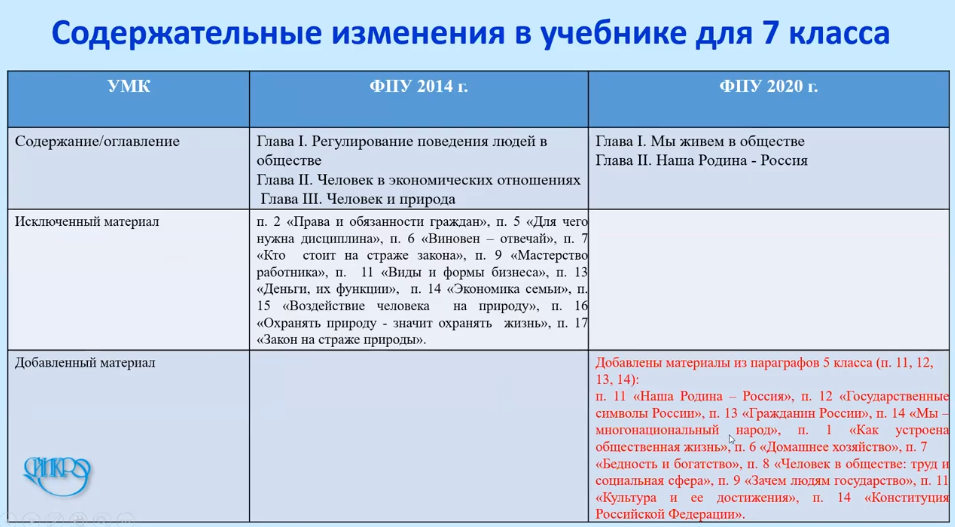 Содержательные изменения в учебнике для 7 класса
УМК
ФПУ 2014 г.
ФПУ 2020 г.
Содержание/оглавление
Глава I. Регулирование поведения людей в
обществе
Глава II. Человек в экономических отношениях
Глава III. Человек и природа
Глава I. Мы живем в обществе
Глава II. Наша Родина - Россия
Исключенный материал
п. 2 «Права и обязанности граждан», п. 5 «Для чего
нужна дисциплина», п. 6 «Виновен – отвечай», п. 7
«Кто стоит на страже закона», п. 9 «Мастерство
работника», п. 11 «Виды и формы бизнеса», п. 13
«Деньги, их функции», п. 14 «Экономика семьи», п.
15 «Воздействие человека на природу», п. 16
«Охранять природу - значит охранять жизнь», п. 17
«Закон на страже природы».
Добавленный материал
Добавлены материалы из параграфов 5 класса (п. 11, 12,
13, 14):
п. 11 «Наша Родина – Россия», п. 12 «Государственные
символы России», п. 13 «Гражданин России», п. 14 «Мы –
многонациональный народ», п. 1 «Как устроена
общественная жизнь», п. 6 «Домашнее хозяйство», п. 7
«Бедность и богатство», п. 8 «Человек в обществе: труд и
социальная сфера», п. 9 «Зачем людям государство», п. 11
«Культура и ее достижения», п. 14 «Конституция
Российской Федерации».